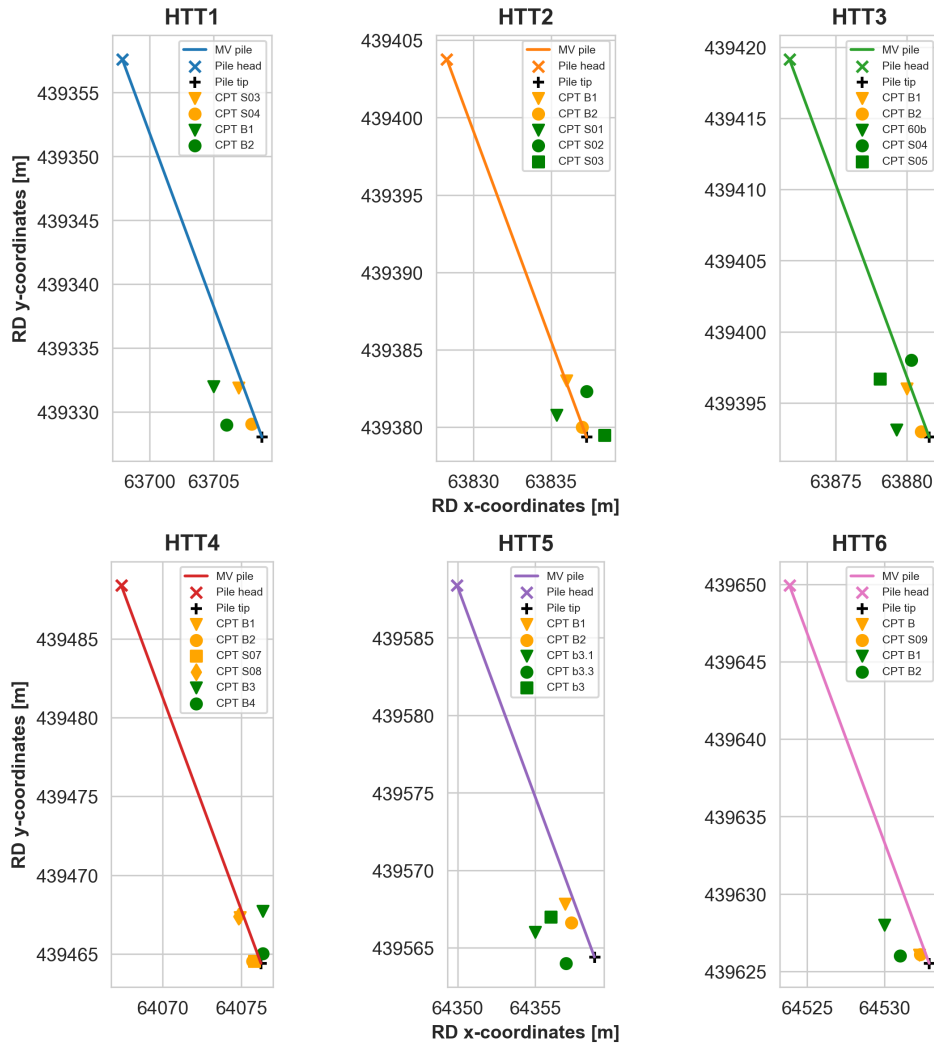 HTT1
HTT2
HTT3
MV pile
Pile head
Pile tip
CPT S03
CPT S04
CPT B1
CPT B2
439355
439350
439345
439340
439335
439330
63700
63705
RD y-coordinates [m]
MV pile
Pile head
Pile tip
CPT B1
CPT B2
CPT S01
CPT S02
CPT S03
439405
439400
439395
439390
439385
439380
63830
63835
RD x-coordinates [m]
MV pile
Pile head
Pile tip
CPT B1
CPT B2
CPT 60b
CPT S04
CPT S05
439420
439415
439410
439405
439400
439395
63875
63880
HTT4
HTT5
HTT6
MV pile
Pile head
Pile tip
CPT B1
CPT B2
CPT S07
CPT S08
CPT B3
CPT B4
439485
439480
439475
439470
439465
64070
64075
RD y-coordinates [m]
MV pile
Pile head
Pile tip
CPT B1
CPT B2
CPT b3.1
CPT b3.3
CPT b3
439585
439580
439575
439570
439565
64350
64355
RD x-coordinates [m]
MV pile
Pile head
Pile tip
CPT B
CPT S09
CPT B1
CPT B2
439650
439645
439640
439635
439630
439625
64525
64530